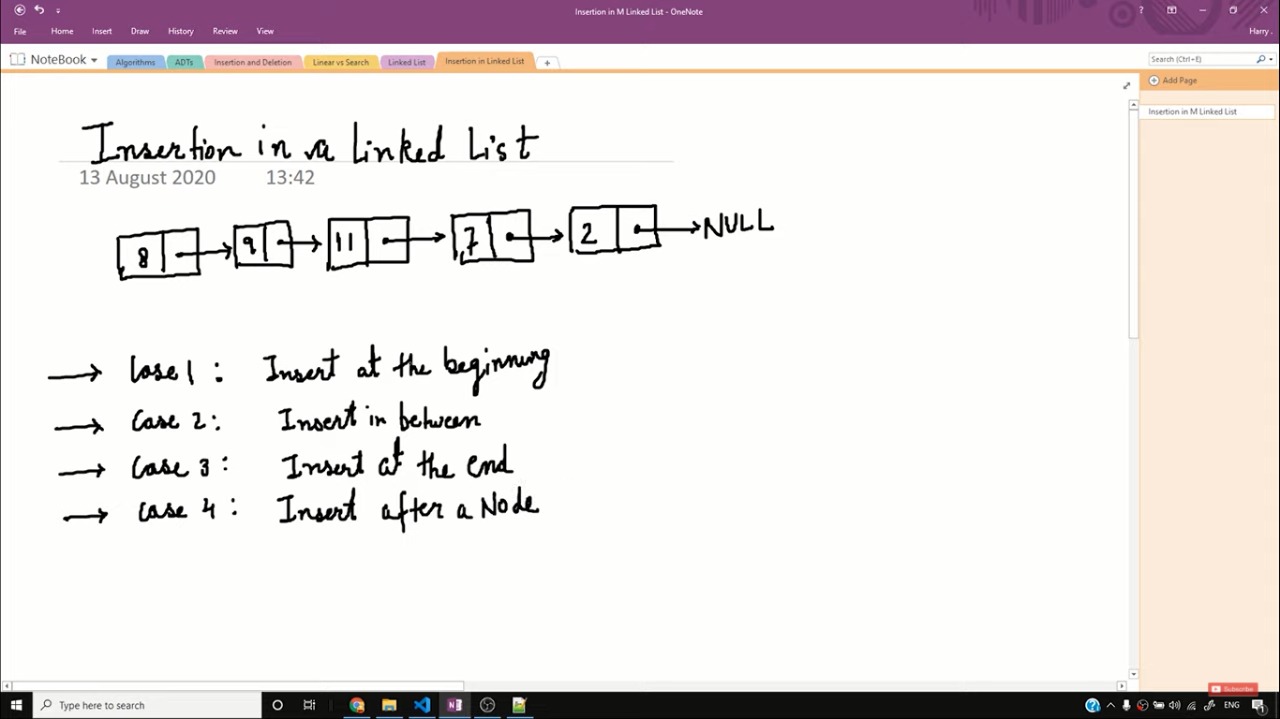 Insertion in M Linked List - OneNote
File Home Insert Draw History Review View
Harry
NoteBook
Algorithms ADTs Insertion and Deletion Linear vs Search Linked List Insertion in Linked List
Search (Ctrl+E)
Add Page
Insertion in M Linked List
Insertion in a Linked List
13 August 2020 13:42
8 9 11 7 2 NULL
Case 1 : Insert at the beginning
Case 2 : Insert in between
Case 3 : Insert at the end
Case 4 : Insert after a Node
Subscribe
Type here to search
ENG